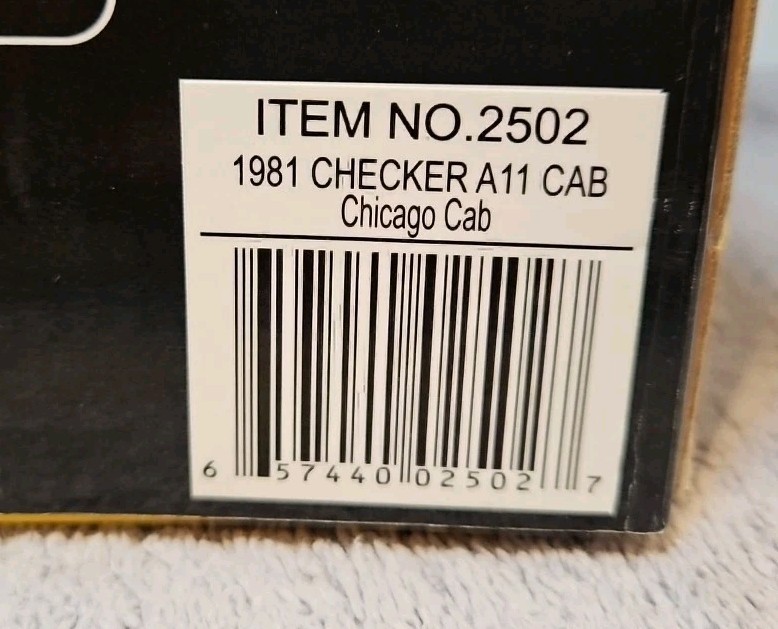 ITEM NO.2502
1981 CHECKER A11 CAB
Chicago Cab
6 57440 02502 7